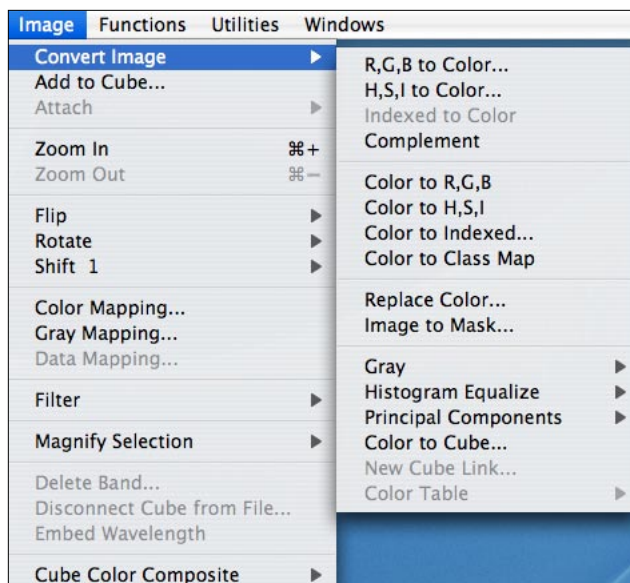 Image Functions Utilities Windows
Convert Image
Add to Cube...
Attach
Zoom In ⌘+
Zoom Out ⌘−
Flip
Rotate
Shift 1
Color Mapping...
Gray Mapping...
Data Mapping...
Filter
Magnify Selection
Delete Band...
Disconnect Cube from File...
Embed Wavelength
Cube Color Composite
R,G,B to Color...
H,S,I to Color...
Indexed to Color
Complement
Color to R,G,B
Color to H,S,I
Color to Indexed...
Color to Class Map
Replace Color...
Image to Mask...
Gray
Histogram Equalize
Principal Components
Color to Cube...
New Cube Link...
Color Table